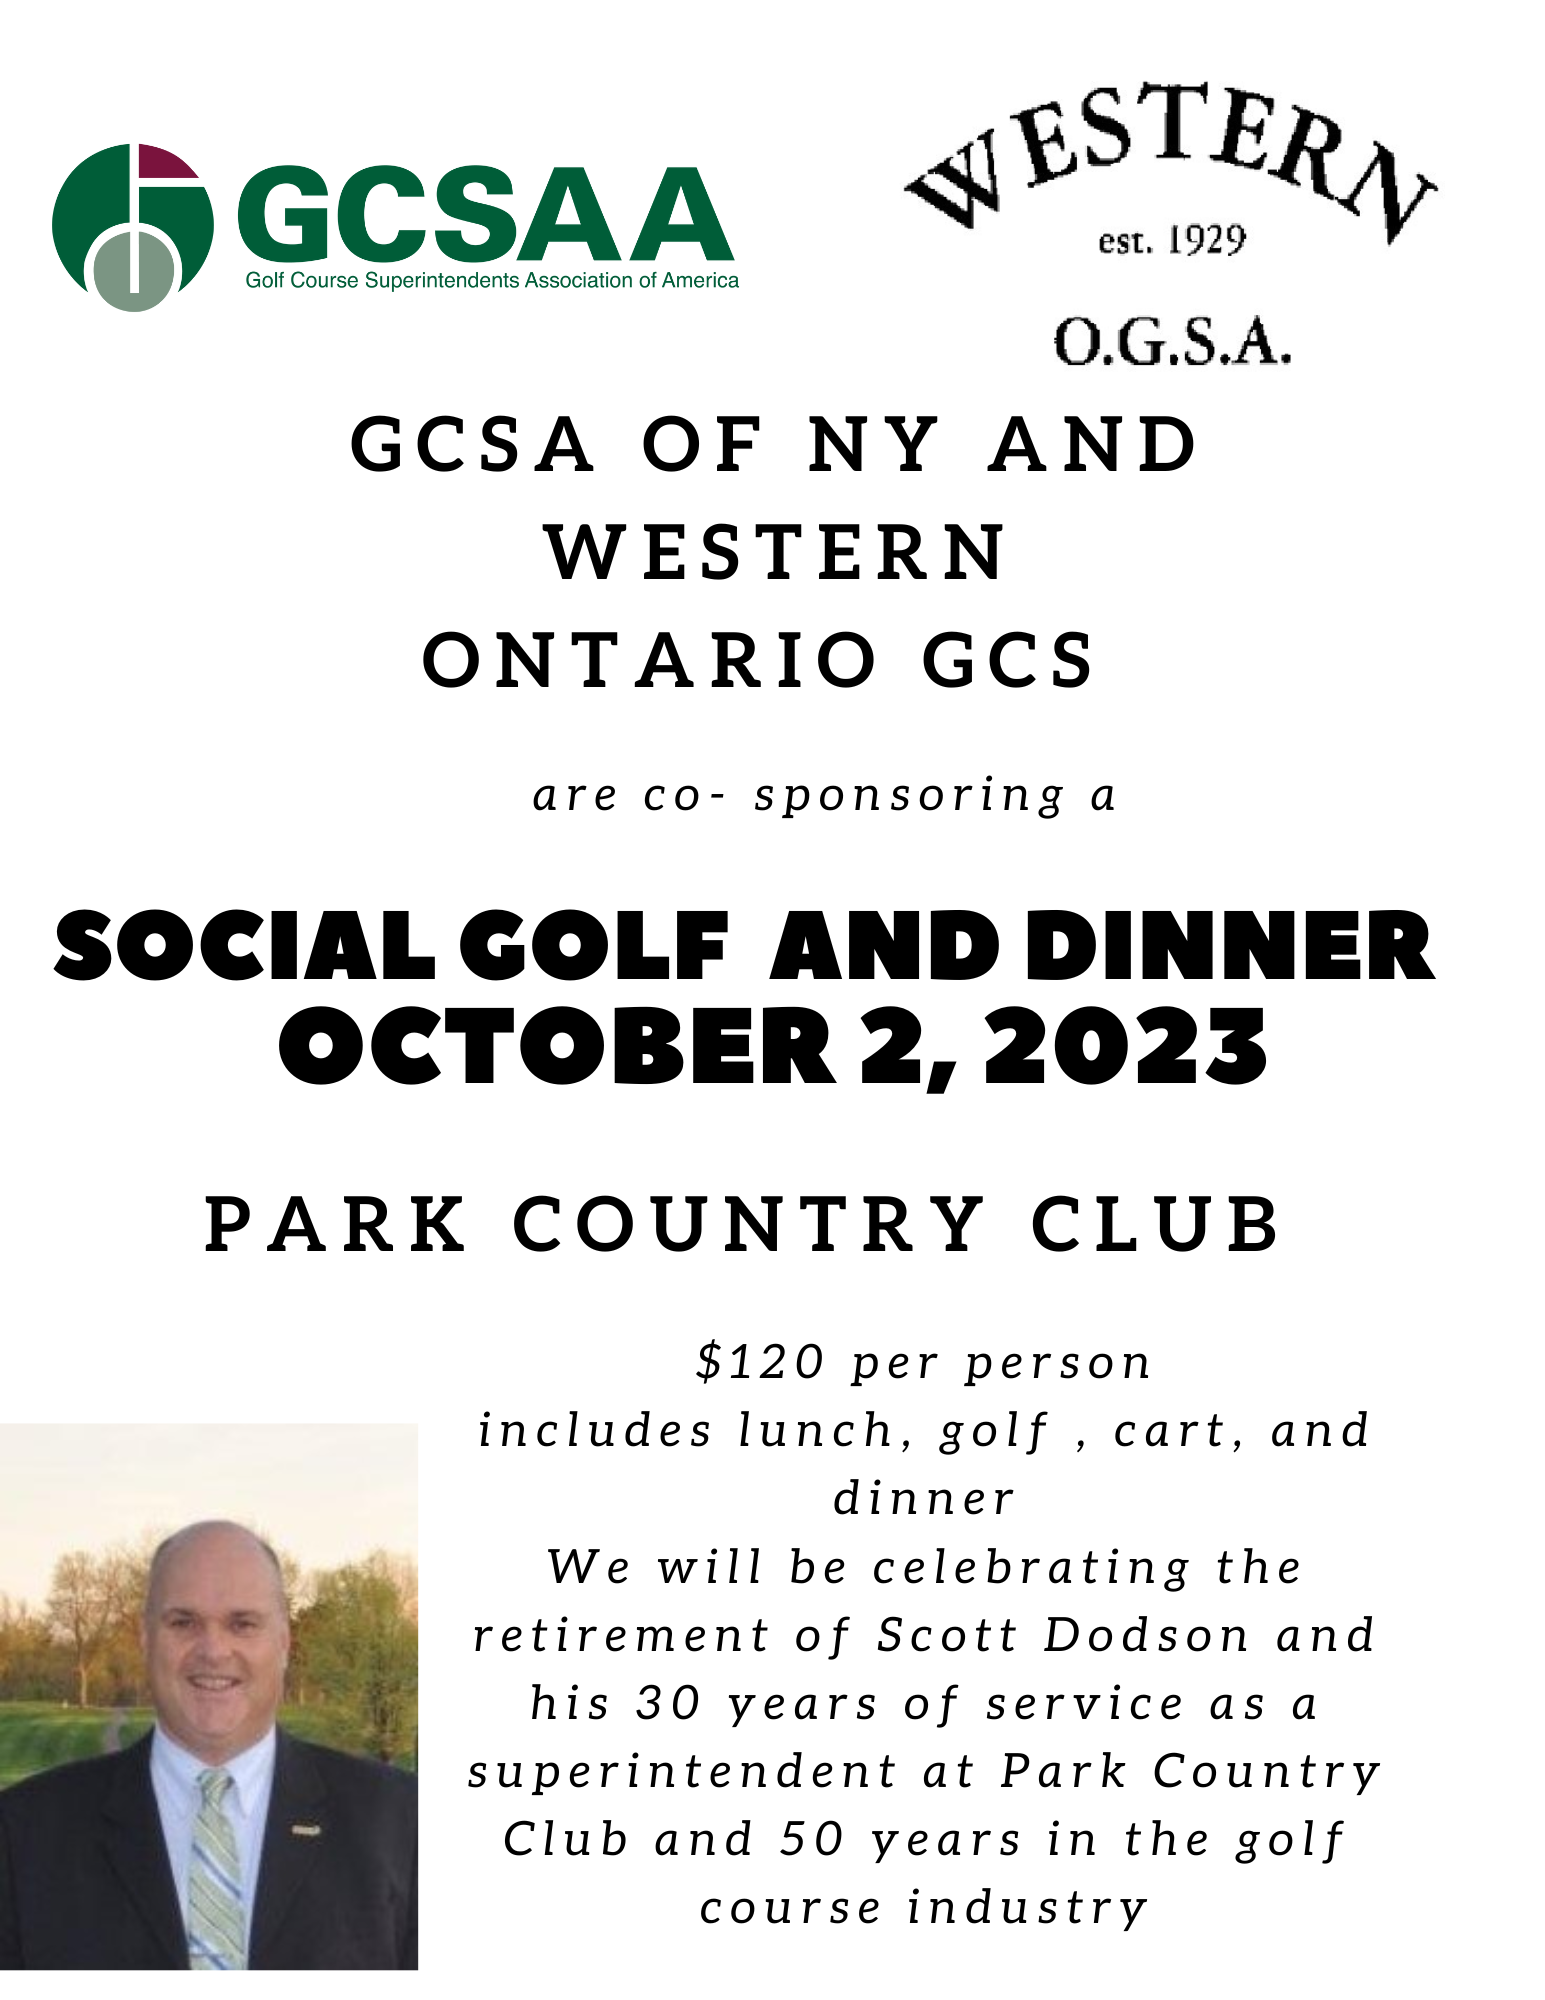 GCSAA
Golf Course Superintendents Association of America
WESTERN
est. 1929
O.G.S.A.
GCSA OF NY AND
WESTERN
ONTARIO GCS
are co- sponsoring a
SOCIAL GOLF AND DINNER
OCTOBER 2, 2023
PARK COUNTRY CLUB
$120 per person
includes lunch, golf , cart, and
dinner
We will be celebrating the
retirement of Scott Dodson and
his 30 years of service as a
superintendent at Park Country
Club and 50 years in the golf
course industry